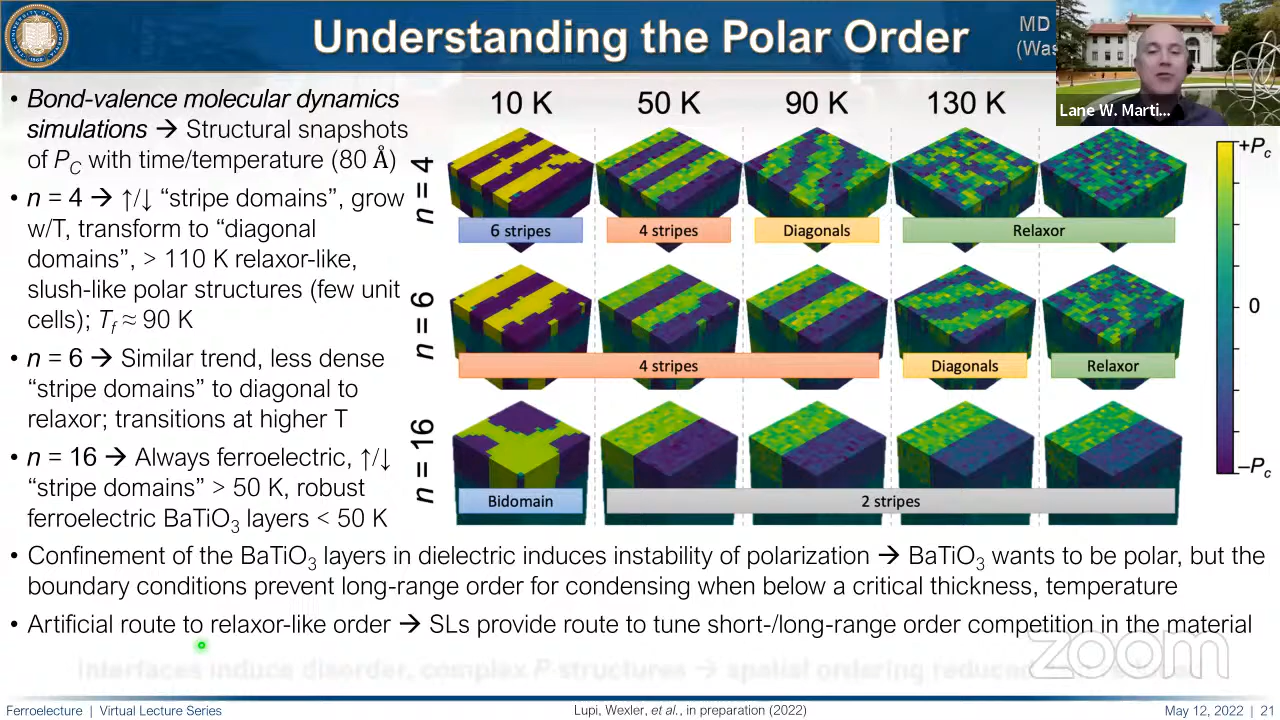 Understanding the Polar Order
MD
(Was
Lane W. Marti...
• Bond-valence molecular dynamics
simulations → Structural snapshots
of PC with time/temperature (80 Å)
• n = 4 → ↑/↓ “stripe domains”, grow
w/T, transform to “diagonal
domains”, > 110 K relaxor-like,
slush-like polar structures (few unit
cells); Tf ≈ 90 K
• n = 6 → Similar trend, less dense
“stripe domains” to diagonal to
relaxor; transitions at higher T
• n = 16 → Always ferroelectric, ↑/↓
“stripe domains” > 50 K, robust
ferroelectric BaTiO3 layers < 50 K
10 K 50 K 90 K 130 K
n = 4
6 stripes 4 stripes Diagonals Relaxor
n = 6
4 stripes Diagonals Relaxor
n = 16
Bidomain 2 stripes
+Pc
0
–Pc
• Confinement of the BaTiO3 layers in dielectric induces instability of polarization → BaTiO3 wants to be polar, but the
boundary conditions prevent long-range order for condensing when below a critical thickness, temperature
• Artificial route to relaxor-like order → SLs provide route to tune short-/long-range order competition in the material
zoom
interfaces induce disorder, complex P structures → spatial ordering reduced
Ferroelecture | Virtual Lecture Series
Lupi, Wexler, et al., in preparation (2022)
May 12, 2022 | 21